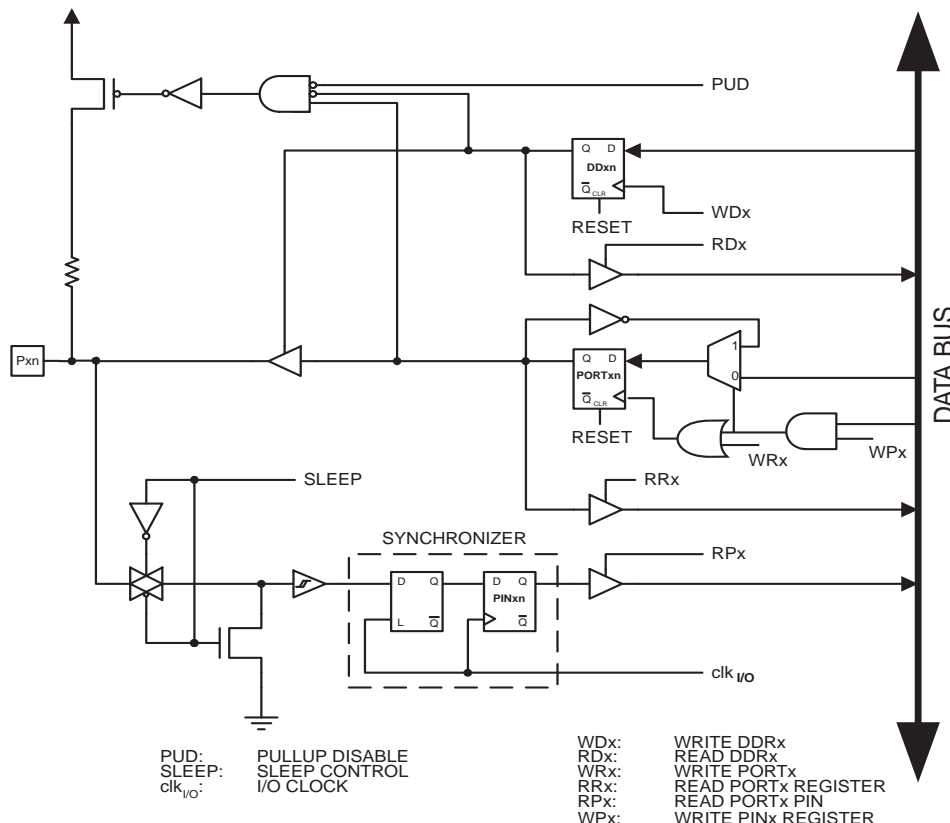 PUD
Q D
DDxn
Q CLR
WDx
RESET
RDx
1
Pxn
Q D
0
PORTxn
Q CLR
RESET
WRx
WPx
DATA BUS
SLEEP
RRx
SYNCHRONIZER
RPx
D Q
D Q
PINxn
L Q
Q
clk I/O
PUD: PULLUP DISABLE
SLEEP: SLEEP CONTROL
clkI/O: I/O CLOCK
WDx: WRITE DDRx
RDx: READ DDRx
WRx: WRITE PORTx
RRx: READ PORTx REGISTER
RPx: READ PORTx PIN
WPx: WRITE PINx REGISTER